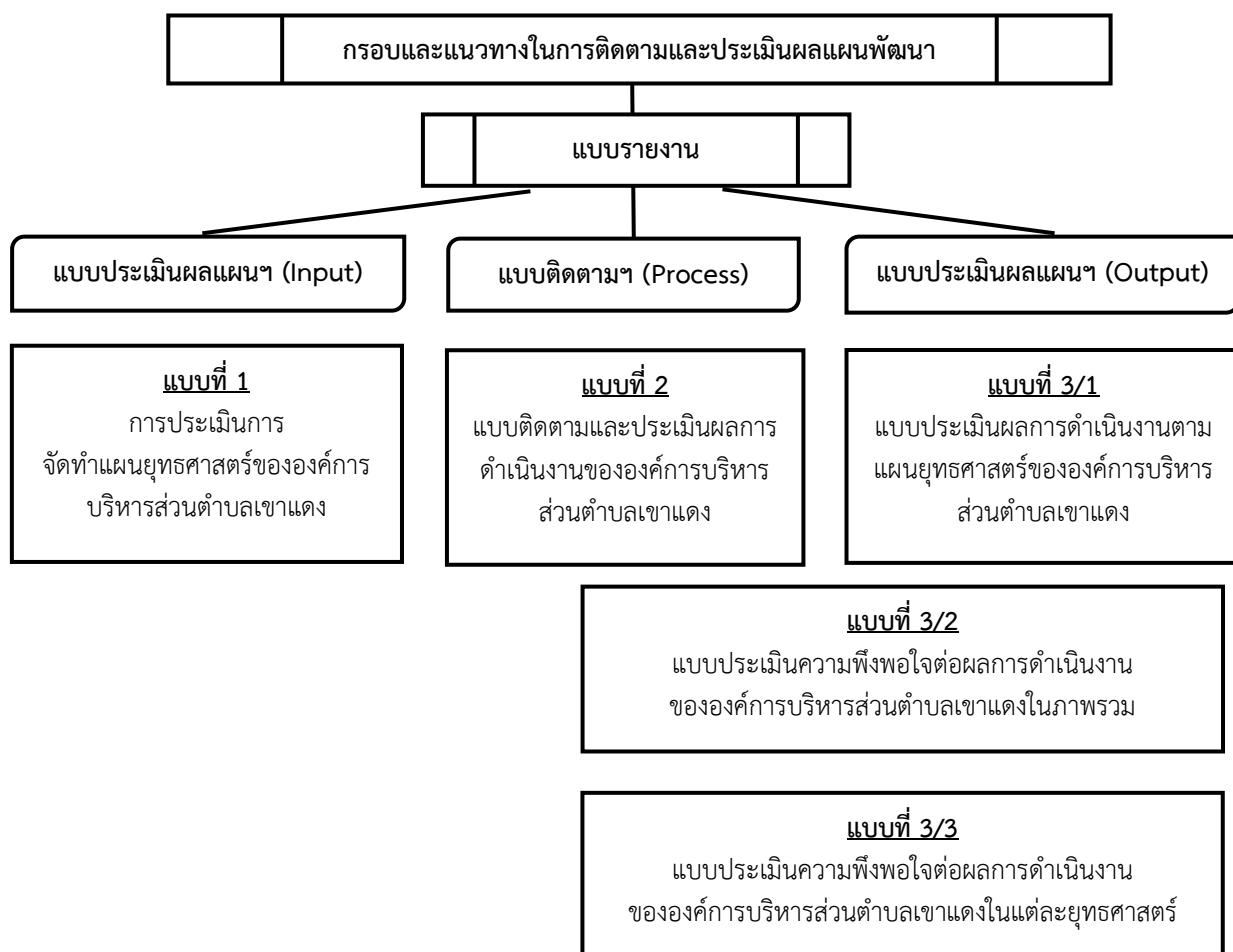 กรอบและแนวทางในการติดตามและประเมินผลแผนพัฒนา
แบบรายงาน
แบบประเมินผลแผนฯ (Input)
แบบติดตามฯ (Process)
แบบประเมินผลแผนฯ (Output)
แบบที่ 1
การประเมินการ
จัดทำแผนยุทธศาสตร์ขององค์การ
บริหารส่วนตำบลเขาแดง
แบบที่ 2
แบบติดตามและประเมินผลการ
ดำเนินงานขององค์การบริหาร
ส่วนตำบลเขาแดง
แบบที่ 3/1
แบบประเมินผลการดำเนินงานตาม
แผนยุทธศาสตร์ขององค์การบริหาร
ส่วนตำบลเขาแดง
แบบที่ 3/2
แบบประเมินความพึงพอใจต่อผลการดำเนินงาน
ขององค์การบริหารส่วนตำบลเขาแดงในภาพรวม
แบบที่ 3/3
แบบประเมินความพึงพอใจต่อผลการดำเนินงาน
ขององค์การบริหารส่วนตำบลเขาแดงในแต่ละยุทธศาสตร์